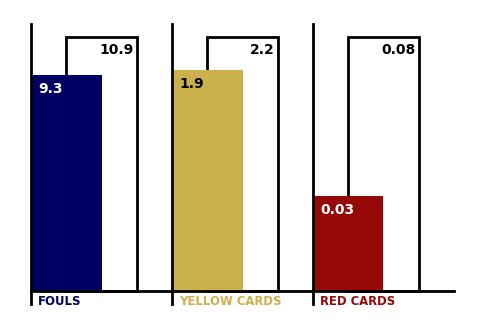 10.9
2.2
0.08
9.3
1.9
0.03
FOULS
YELLOW CARDS
RED CARDS